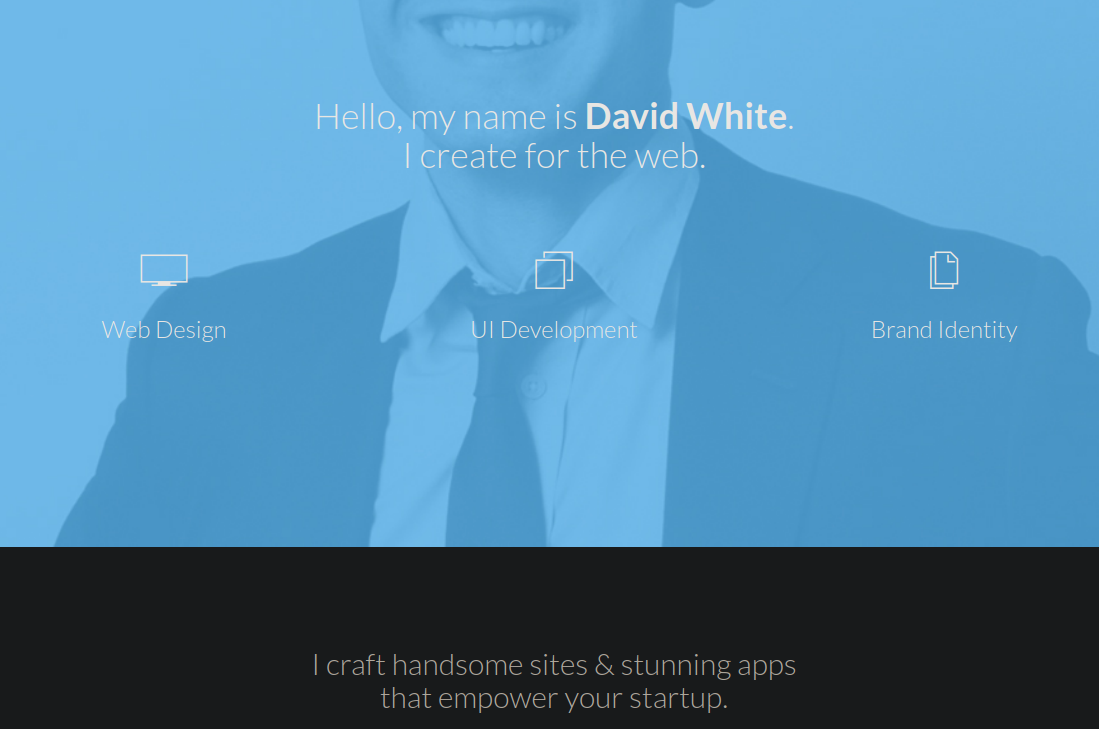 Hello, my name is David White.
I create for the web.
Web Design
UI Development
Brand Identity
I craft handsome sites & stunning apps
that empower your startup.